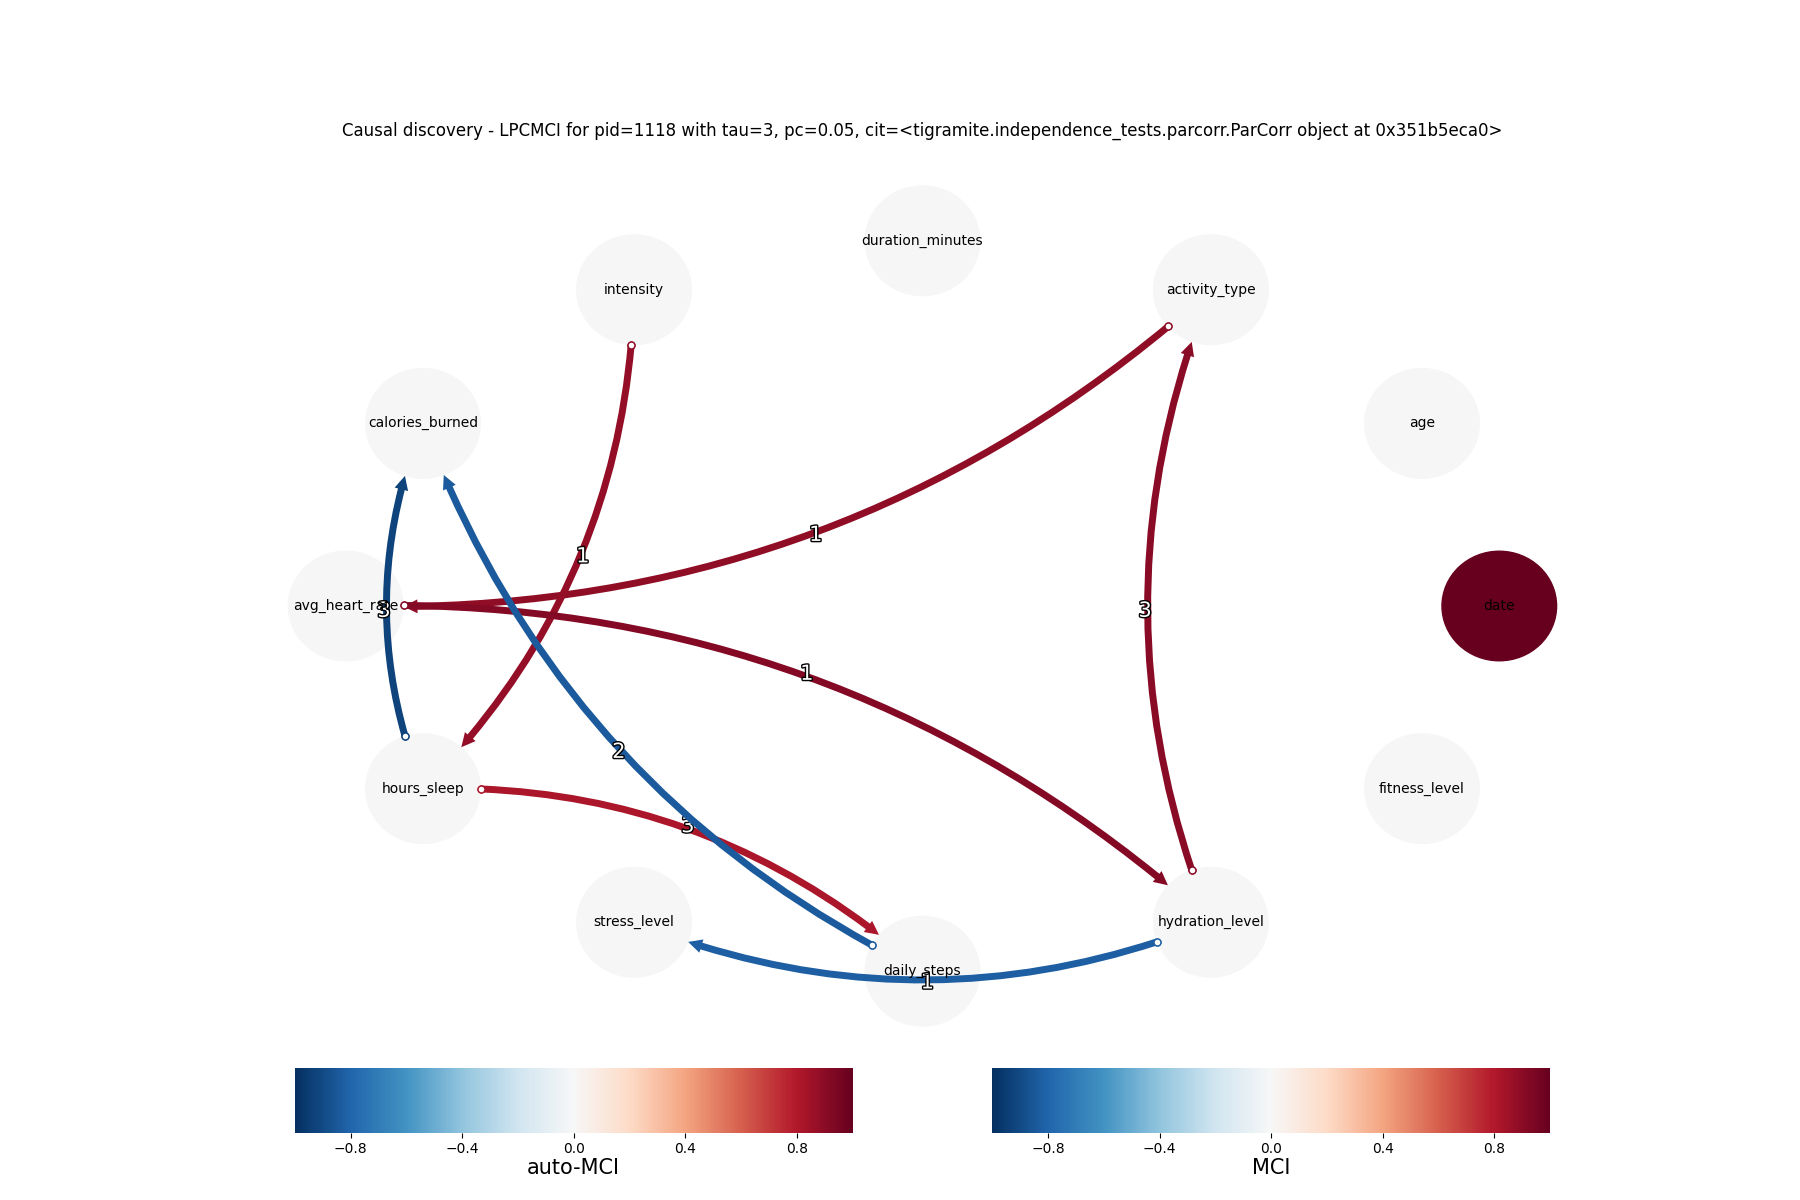 Causal discovery - LPCMCI for pid=1118 with tau=3, pc=0.05, cit=<tigramite.independence_tests.parcorr.ParCorr object at 0x351b5eca0>
duration_minutes
intensity
activity_type
calories_burned
age
1
1
avg_heart_rate
3
3
date
1
2
hours_sleep
fitness_level
3
stress_level
hydration_level
daily_steps
1
−0.8 −0.4 0.0 0.4 0.8
auto-MCI
−0.8 −0.4 0.0 0.4 0.8
MCI